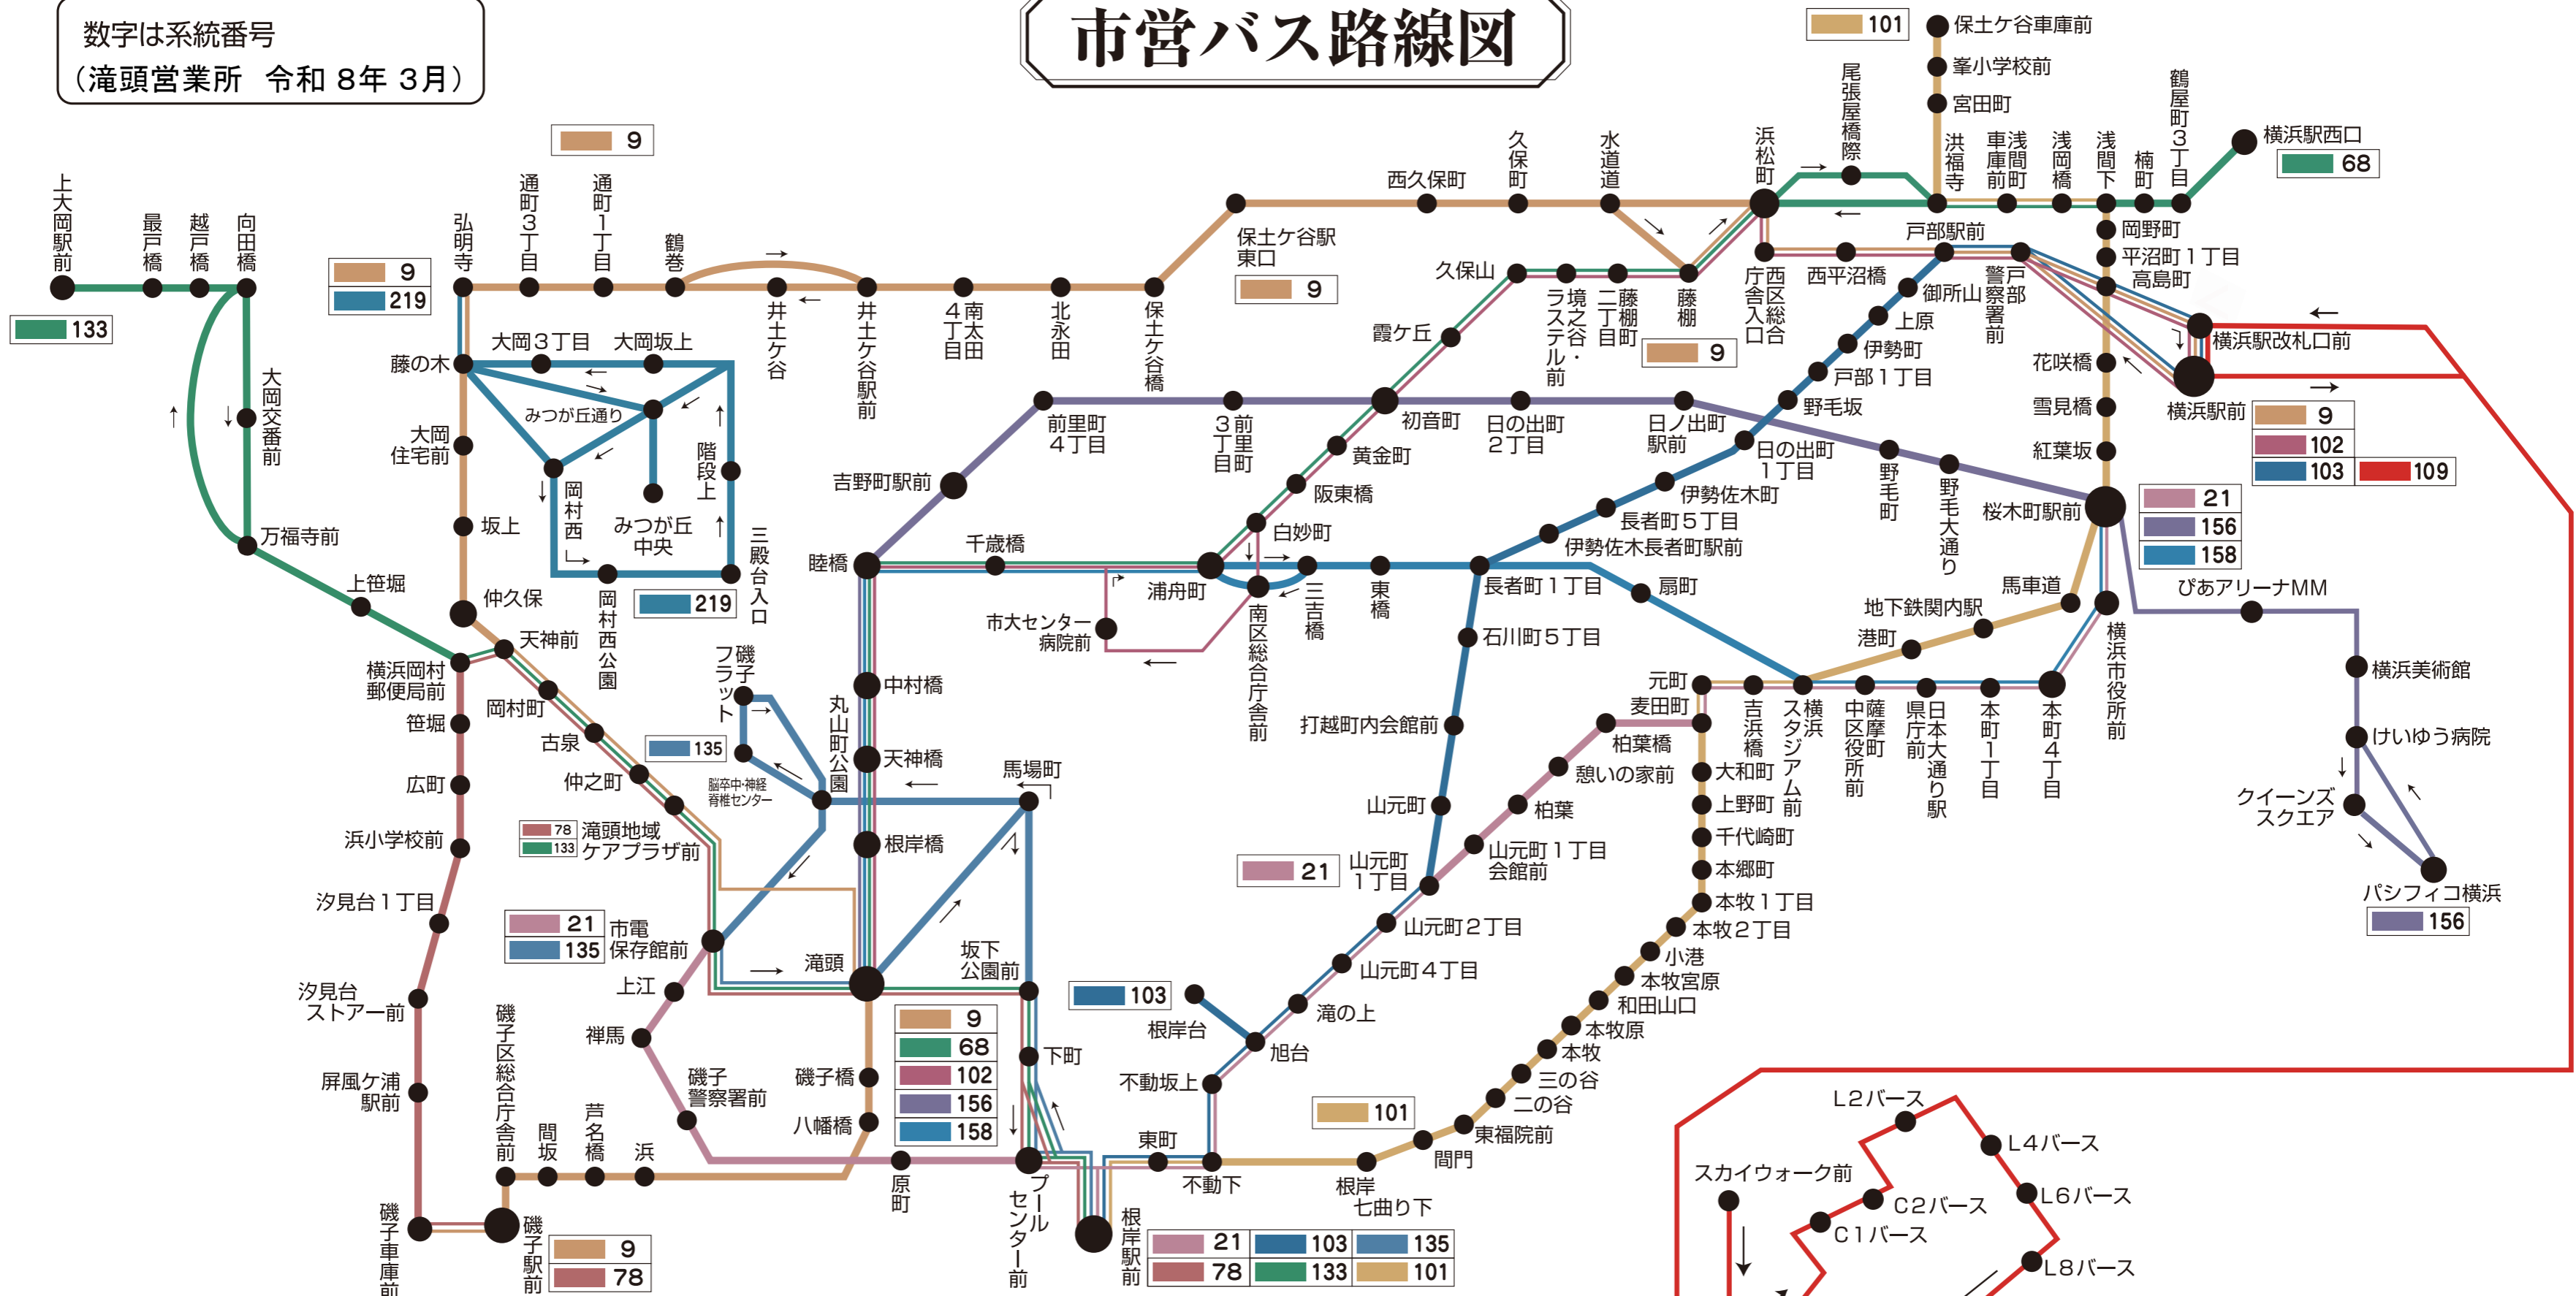 数字は系統番号
（滝頭営業所 令和 8年 3月）
市営バス路線図
101
保土ケ谷車庫前
峯小学校前
宮田町
尾張屋橋際
浜松町
洪福寺
浅間町
車庫前
浅岡橋
浅間下
楠町
鶴屋町3丁目
横浜駅西口
68
岡野町
平沼町1丁目
高島町
9
上大岡駅前
最戸橋
越戸橋
向田橋
133
大岡交番前
万福寺前
上笹堀
弘明寺
通町3丁目
通町1丁目
鶴巻
井土ケ谷
井土ケ谷駅前
南太田
4丁目
北永田
保土ケ谷橋
9
219
保土ケ谷駅
東口
9
西久保町
久保町
水道道
久保山
境之谷・
ラステル前
藤棚町
二丁目
藤棚
9
西区総合
庁舎入口
西平沼橋
戸部駅前
戸部
警察署前
御所山
上原
伊勢町
戸部1丁目
野毛坂
日の出町
1丁目
伊勢佐木町
長者町5丁目
伊勢佐木長者町駅前
長者町1丁目
横浜駅改札口前
横浜駅前
9
102
103
109
花咲橋
雪見橋
紅葉坂
桜木町駅前
21
156
158
藤の木
大岡3丁目
大岡坂上
みつが丘通り
階段上
岡村西
みつが丘
中央
三殿台入口
岡村西公園
219
大岡
住宅前
坂上
仲久保
天神前
霞ケ丘
初音町
黄金町
阪東橋
白妙町
前里町
4丁目
前里町
3丁目
日の出町
2丁目
日ノ出町
駅前
野毛町
野毛大通り
吉野町駅前
睦橋
千歳橋
浦舟町
市大センター
病院前
南区総合庁舎前
三吉橋
東橋
扇町
馬車道
地下鉄関内駅
港町
横浜市役所前
ぴあアリーナMM
横浜美術館
けいゆう病院
クイーンズ
スクエア
パシフィコ横浜
156
横浜岡村
郵便局前
岡村町
古泉
仲之町
78
133
滝頭地域
ケアプラザ前
笹堀
広町
浜小学校前
汐見台1丁目
汐見台
ストアー前
屏風ケ浦
駅前
磯子車庫前
磯子駅前
9
78
磯子区総合庁舎前
間坂
芦名橋
浜
磯子
フラット
丸山町公園
135
脳卒中・神経
脊椎センター
中村橋
天神橋
根岸橋
馬場町
21
135
市電
保存館前
滝頭
坂下
公園前
上江
禅馬
磯子
警察署前
磯子橋
八幡橋
9
68
102
156
158
下町
原町
プール
センター前
根岸駅前
21
103
135
78
133
101
石川町5丁目
打越町内会館前
山元町
山元町
1丁目
21
山元町1丁目
会館前
柏葉
憩いの家前
柏葉橋
麦田町
元町
吉浜橋
横浜
スタジアム前
薩摩町
中区役所前
日本大通り駅
県庁前
本町1丁目
本町4丁目
大和町
上野町
千代崎町
本郷町
本牧1丁目
本牧2丁目
小港
本牧宮原
和田山口
本牧原
本牧
三の谷
二の谷
東福院前
間門
根岸
七曲り下
101
山元町2丁目
山元町4丁目
滝の上
旭台
根岸台
103
不動坂上
東町
不動下
L2バース
L4バース
L6バース
L8バース
スカイウォーク前
C2バース
C1バース